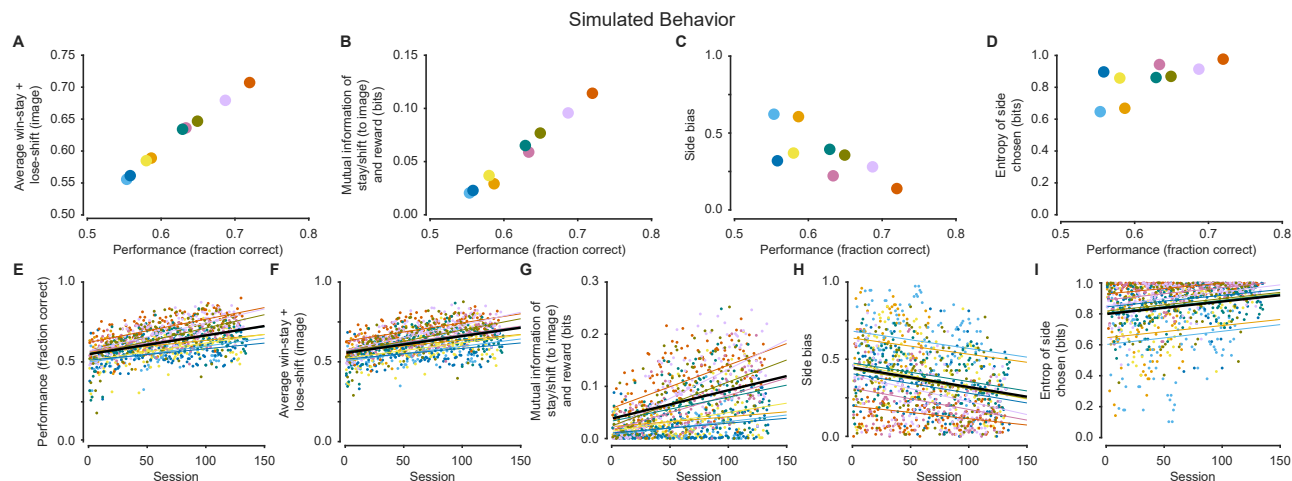 Simulated Behavior
A
Average win-stay +
lose-shift (image)
0.75
0.70
0.65
0.60
0.55
0.50
0.5
0.6
0.7
0.8
Performance (fraction correct)
B
Mutual information of
stay/shift (to image)
and reward (bits)
0.15
0.10
0.05
0.00
0.5
0.6
0.7
0.8
Performance (fraction correct)
C
Side bias
1.0
0.5
0.0
0.5
0.6
0.7
0.8
Performance (fraction correct)
D
Entropy of side
chosen (bits)
1.0
0.8
0.6
0.4
0.2
0.0
0.5
0.6
0.7
0.8
Performance (fraction correct)
E
Performance (fraction correct)
1.0
0.5
0.0
0
50
100
150
Session
F
Average win-stay +
lose-shift (image)
1.0
0.5
0.0
0
50
100
150
Session
G
Mutual information of
stay/shift (to image)
and reward (bits
0.3
0.2
0.1
0.0
0
50
100
150
Session
H
Side bias
1.0
0.5
0.0
0
50
100
150
Session
I
Entrop of side
chosen (bits)
1.0
0.8
0.6
0.4
0.2
0.0
0
50
100
150
Session